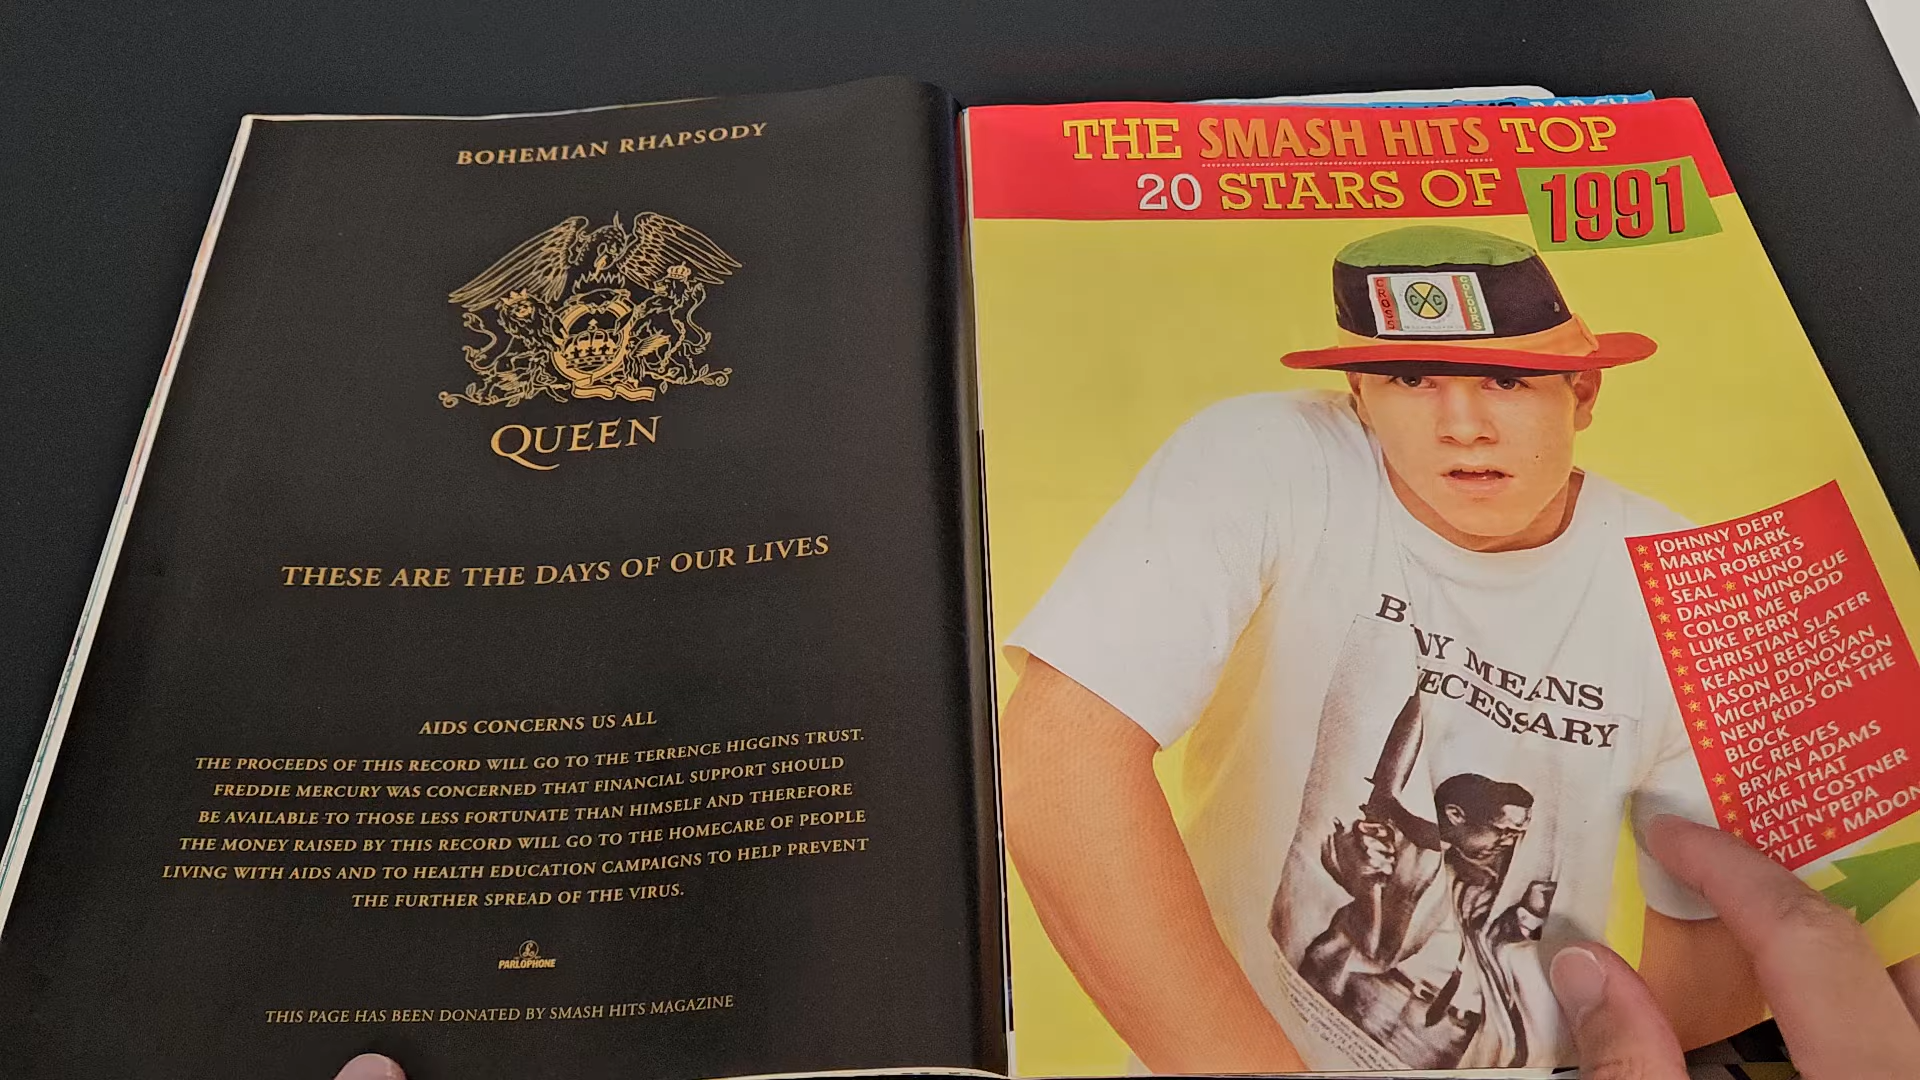 BOHEMIAN RHAPSODY
QUEEN
THESE ARE THE DAYS OF OUR LIVES
AIDS CONCERNS US ALL
THE PROCEEDS OF THIS RECORD WILL GO TO THE TERRENCE HIGGINS TRUST.
FREDDIE MERCURY WAS CONCERNED THAT FINANCIAL SUPPORT SHOULD
BE AVAILABLE TO THOSE LESS FORTUNATE THAN HIMSELF AND THEREFORE
THE MONEY RAISED BY THIS RECORD WILL GO TO THE HOMECARE OF PEOPLE
LIVING WITH AIDS AND TO HEALTH EDUCATION CAMPAIGNS TO HELP PREVENT
THE FURTHER SPREAD OF THE VIRUS.
PARLOPHONE
THIS PAGE HAS BEEN DONATED BY SMASH HITS MAGAZINE
THE SMASH HITS TOP
20 STARS OF 1991
CROSS
CXC
COLOURS
B NY MEANS
ECESSARY
JOHNNY DEPP
MARKY MARK
JULIA ROBERTS
SEAL NUNO
DANNII MINOGUE
COLOR ME BADD
LUKE PERRY
CHRISTIAN SLATER
KEANU REEVES
JASON DONOVAN
MICHAEL JACKSON
NEW KIDS ON THE
BLOCK
VIC REEVES
BRYAN ADAMS
TAKE THAT
KEVIN COSTNER
SALT'N'PEPA
YLIE MADON